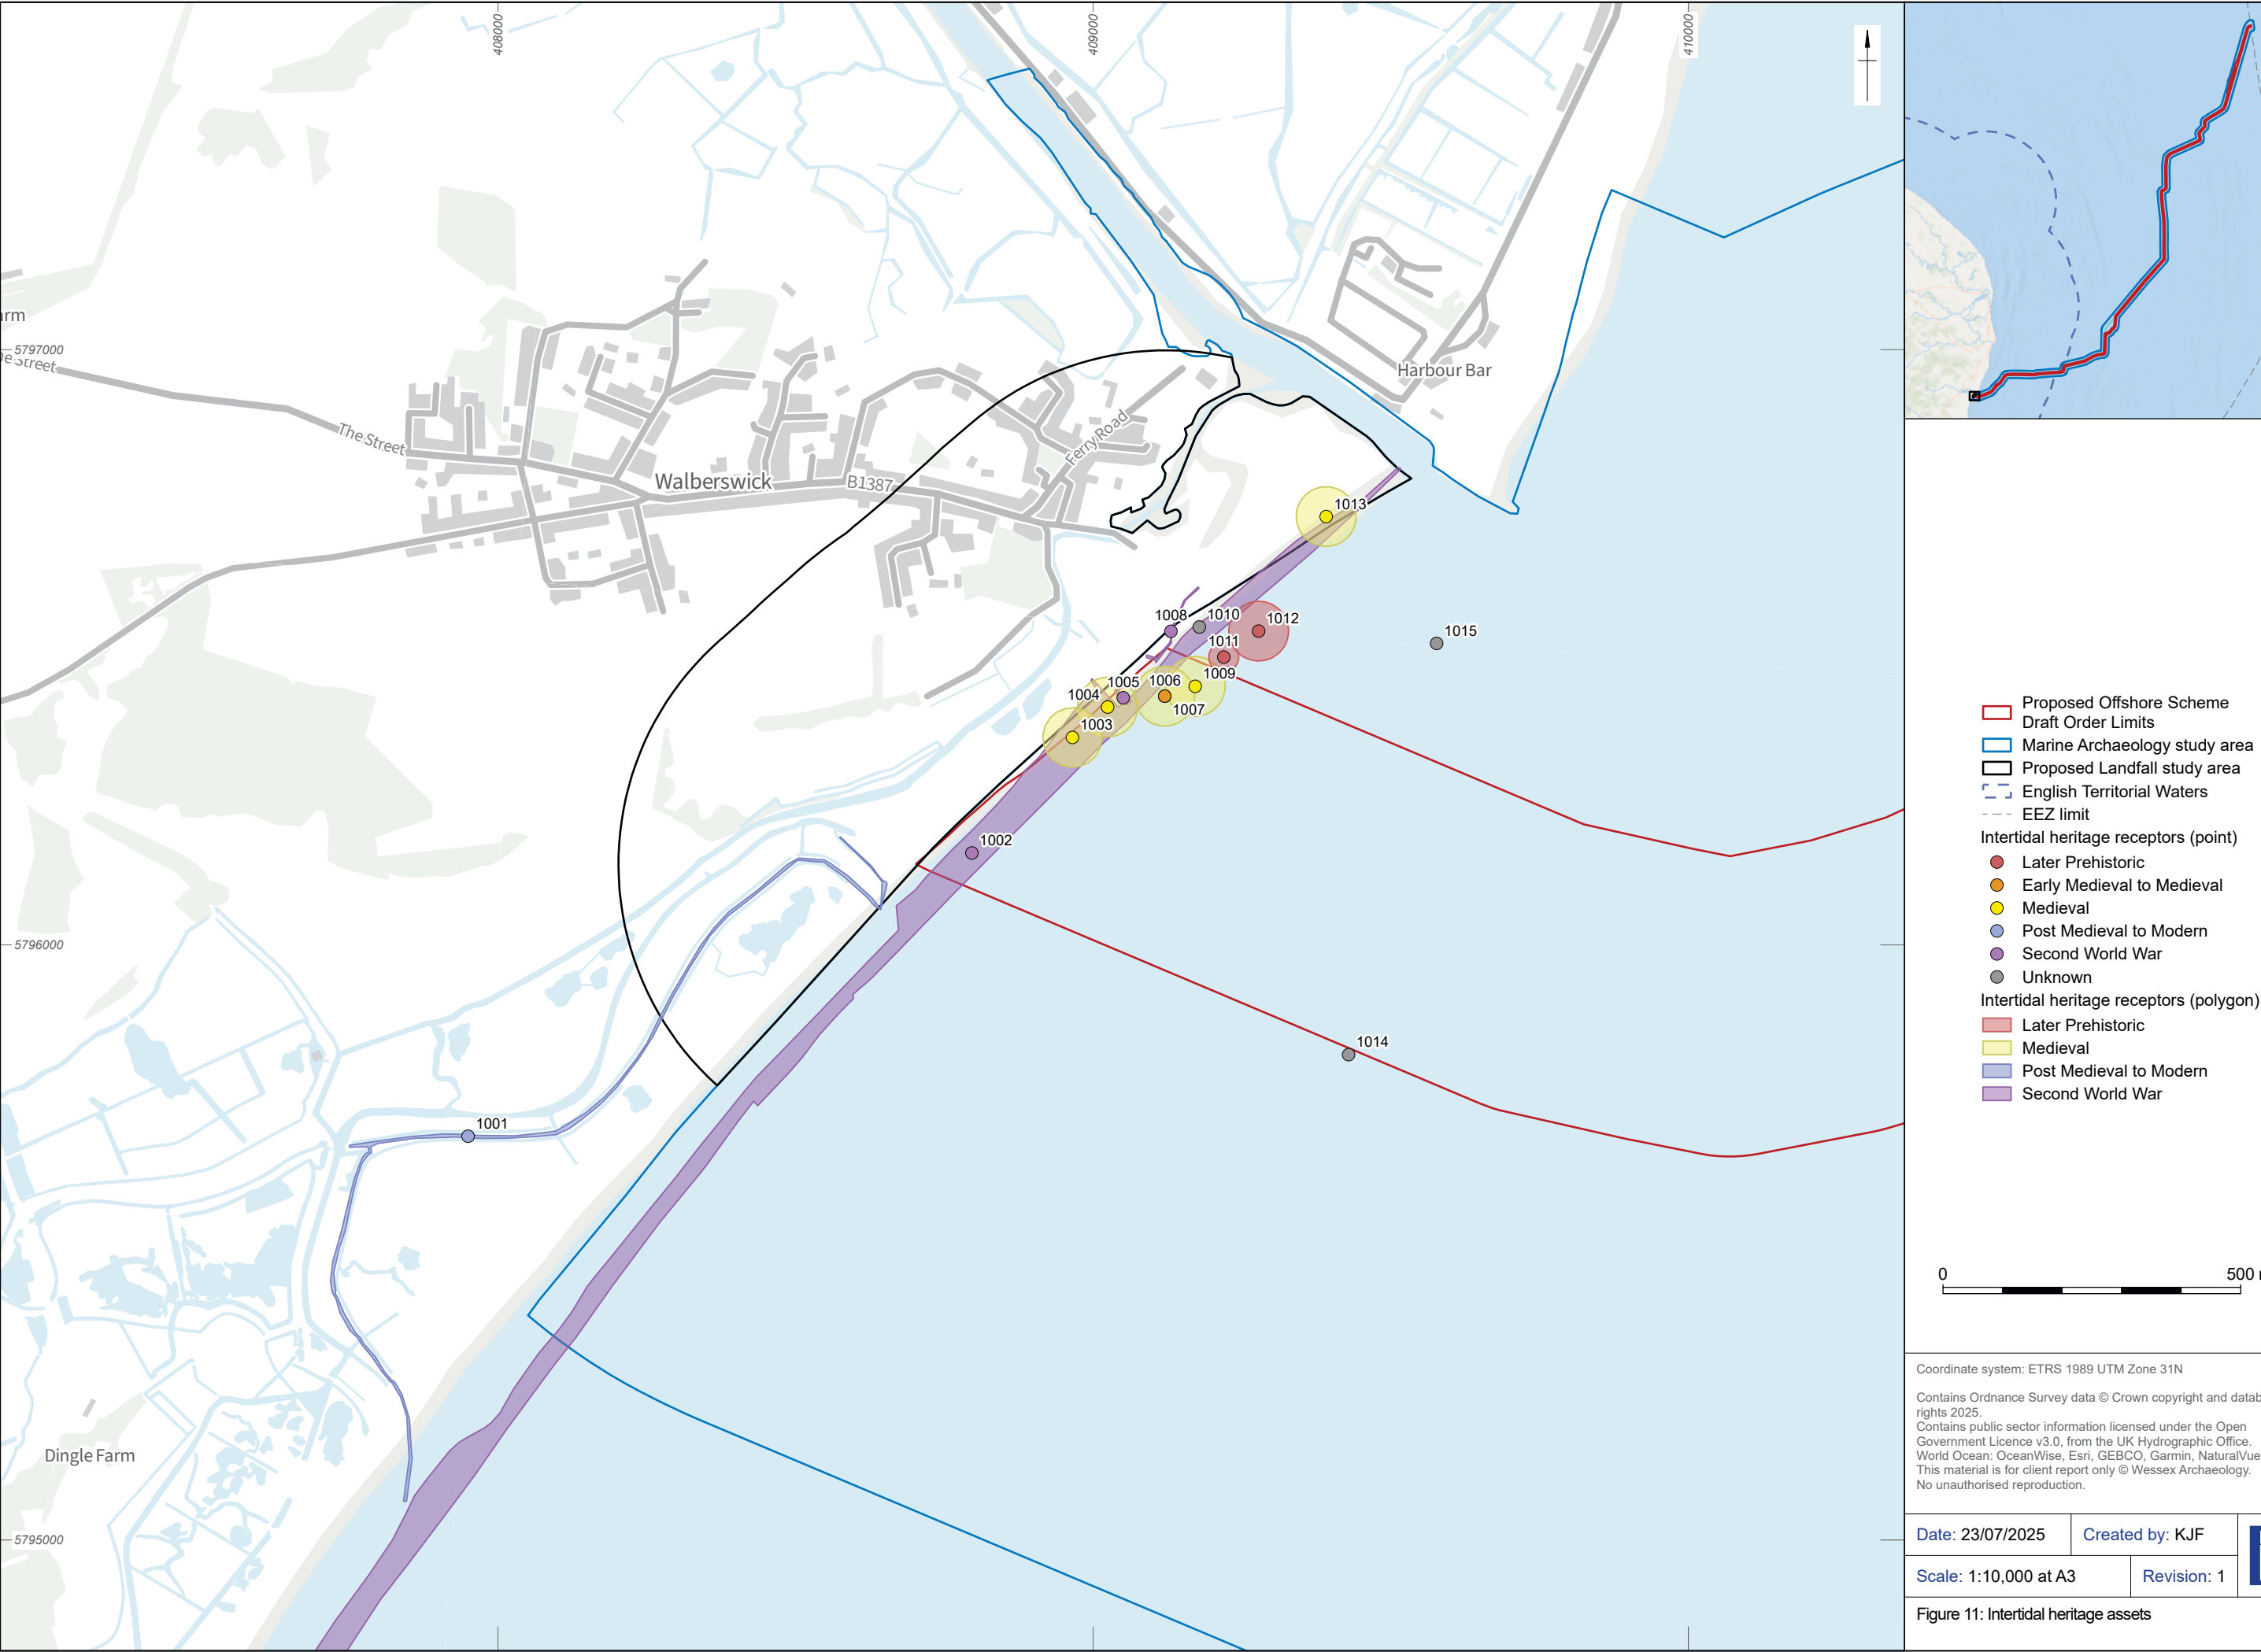 408000
409000
410000
5797000
5796000
5795000
arm
The Street
Walberswick
B1387
Ferry Road
Harbour Bar
Dingle Farm
1013
1008
1010
1012
1011
1015
1009
1006
1005
1004
1007
1003
1002
1014
1001
Proposed Offshore Scheme
Draft Order Limits
Marine Archaeology study area
Proposed Landfall study area
English Territorial Waters
EEZ limit
Intertidal heritage receptors (point)
Later Prehistoric
Early Medieval to Medieval
Medieval
Post Medieval to Modern
Second World War
Unknown
Intertidal heritage receptors (polygon)
Later Prehistoric
Medieval
Post Medieval to Modern
Second World War
0 500
Coordinate system: ETRS 1989 UTM Zone 31N
Contains Ordnance Survey data © Crown copyright and datab
rights 2025.
Contains public sector information licensed under the Open
Government Licence v3.0, from the UK Hydrographic Office.
World Ocean: OceanWise, Esri, GEBCO, Garmin, NaturalVue
This material is for client report only © Wessex Archaeology.
No unauthorised reproduction.
Date: 23/07/2025 Created by: KJF
Scale: 1:10,000 at A3 Revision: 1
Figure 11: Intertidal heritage assets